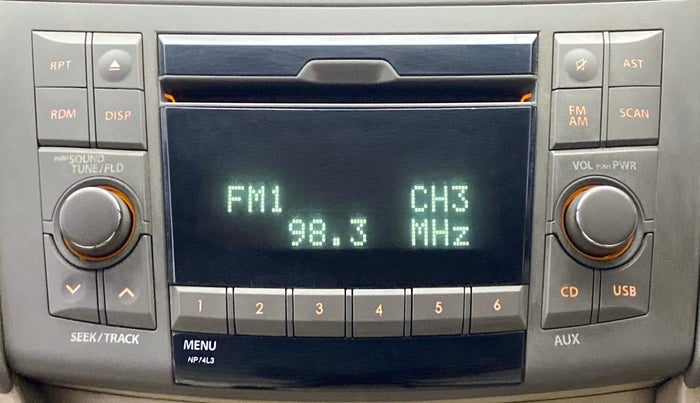 RPT
AST
RDM
DISP
FM
AM
SCAN
PUSH SOUND
TUNE/FLD
VOL PUSH PWR
FM1 CH3
98.3 MHz
CD
USB
1 2 3 4 5 6
SEEK/TRACK
AUX
MENU
NP74L3